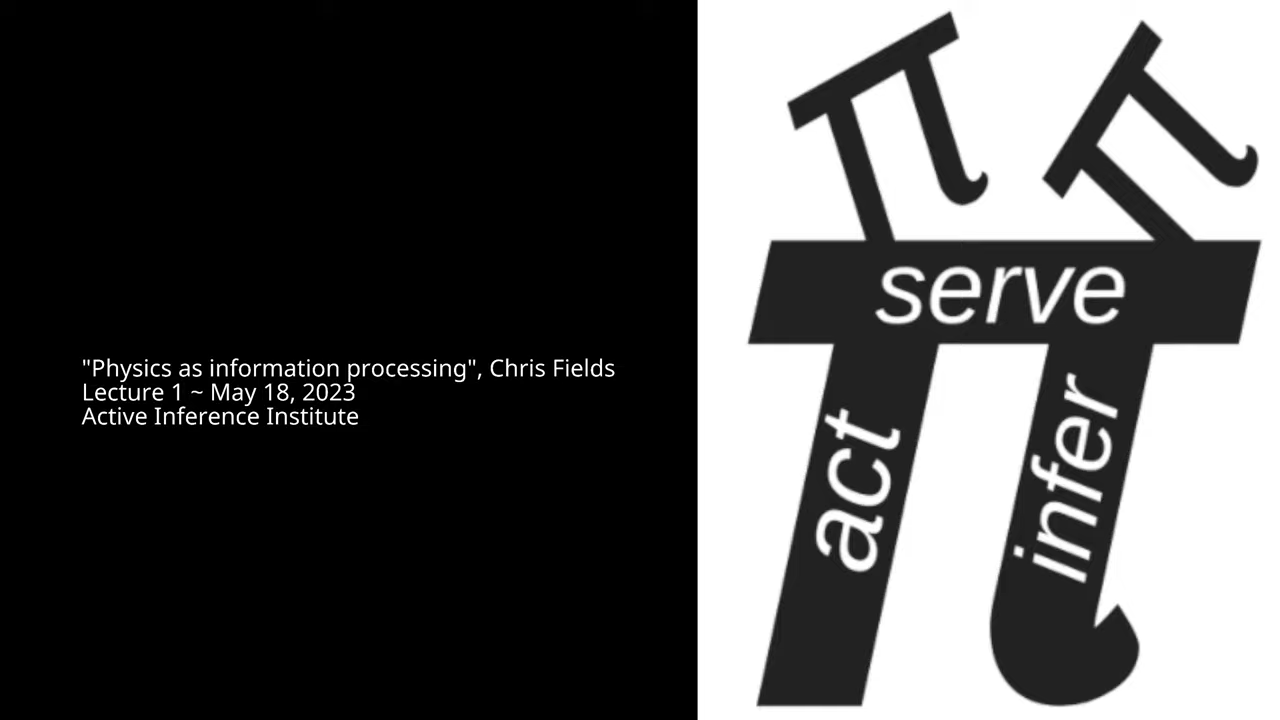 "Physics as information processing", Chris Fields
Lecture 1 ~ May 18, 2023
Active Inference Institute
serve
act
infer